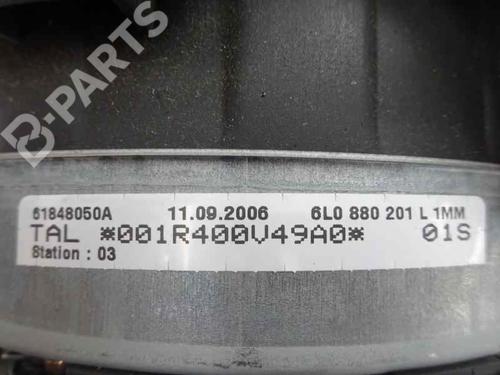 B-PARTS
61848050A 11.09.2006 6L0 880 201 L 1MM
TAL *001R400V49A0* 01S
Station : 03